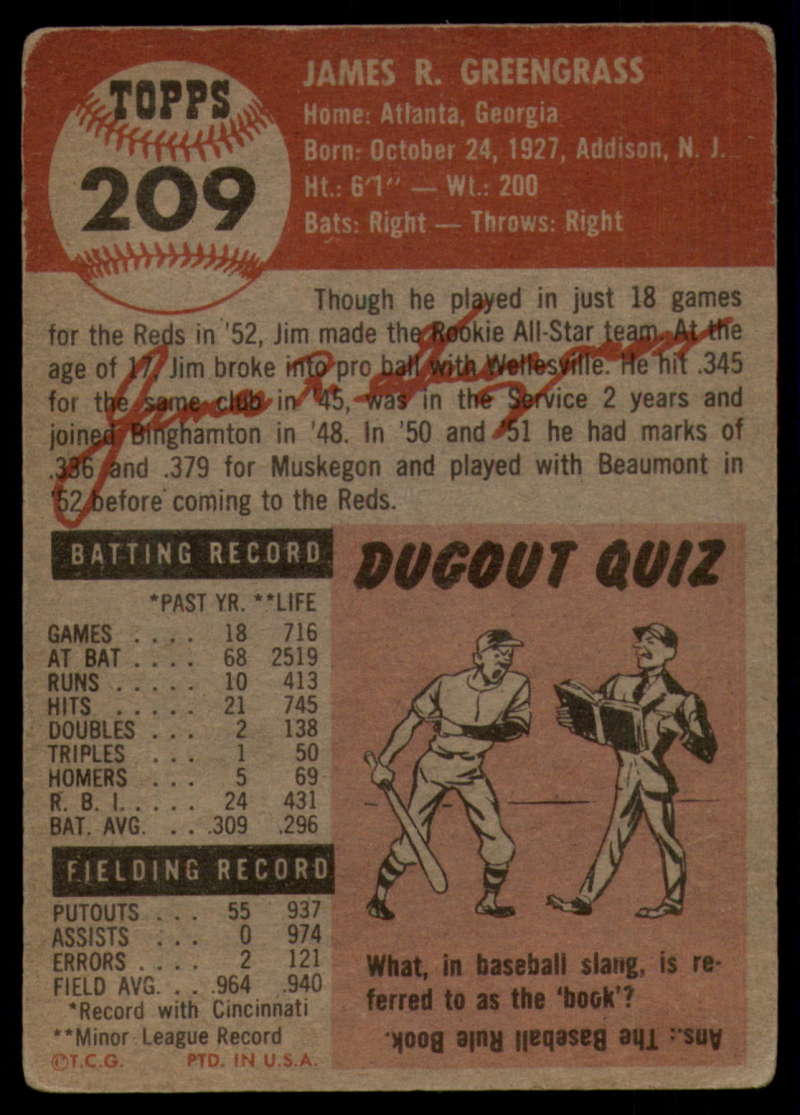 TOPPS
209
JAMES R. GREENGRASS
Home: Atlanta, Georgia
Born: October 24, 1927, Addison, N. J.
Ht.: 6'1" — Wt.: 200
Bats: Right — Throws: Right
Though he played in just 18 games
for the Reds in '52, Jim made the Rookie All-Star team. At the
age of 17, Jim broke into pro ball with Wellesville. He hit .345
for the same club in '45, was in the Service 2 years and
joined Binghamton in '48. In '50 and '51 he had marks of
.336 and .379 for Muskegon and played with Beaumont in
'52 before coming to the Reds.
James R. Greengrass
BATTING RECORD
*PAST YR. **LIFE
GAMES . . . . 18 716
AT BAT . . . . 68 2519
RUNS . . . . . 10 413
HITS . . . . . 21 745
DOUBLES . . . 2 138
TRIPLES . . . 1 50
HOMERS . . . 5 69
R. B. I. . . . . 24 431
BAT. AVG. . . .309 .296
FIELDING RECORD
PUTOUTS . . . 55 937
ASSISTS . . . 0 974
ERRORS . . . . 2 121
FIELD AVG. . . .964 .940
*Record with Cincinnati
**Minor League Record
©T.C.G. PTD. IN U.S.A.
DUGOUT QUIZ
What, in baseball slang, is re-
ferred to as the 'book'?
Ans.: The Baseball Rule Book.